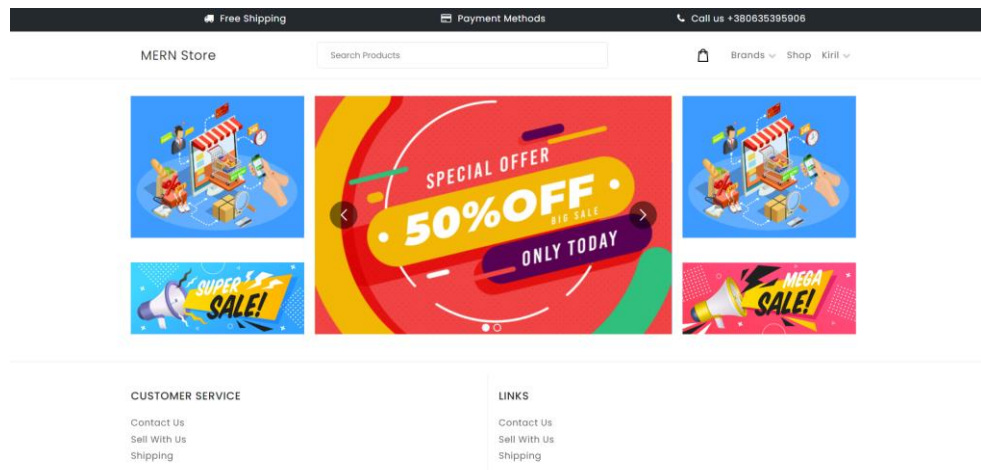 Free Shipping
Payment Methods
Call us +380635395906
MERN Store
Search Products
Brands
Shop
Kiril
SPECIAL OFFER
50%OFF
BIG SALE
ONLY TODAY
SUPER
SALE!
MEGA
SALE!
CUSTOMER SERVICE
Contact Us
Sell With Us
Shipping
LINKS
Contact Us
Sell With Us
Shipping